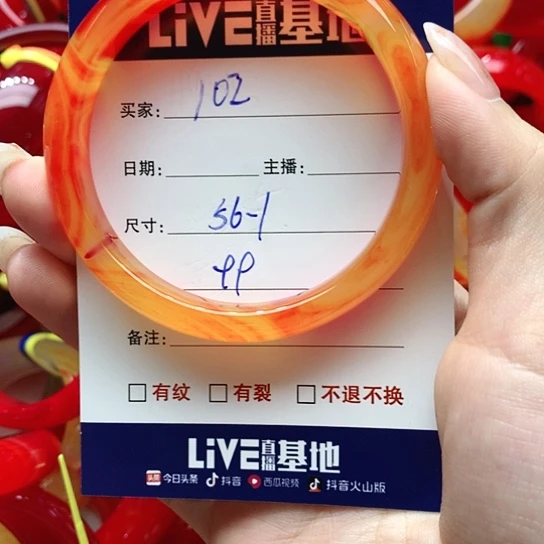 LiVE直播基地
买家: 102
日期: 主播:
尺寸: 56-1
备注:
有纹 有裂 不退不换
LiVE直播基地
头条 今日头条 抖音 西瓜视频 抖音火山版